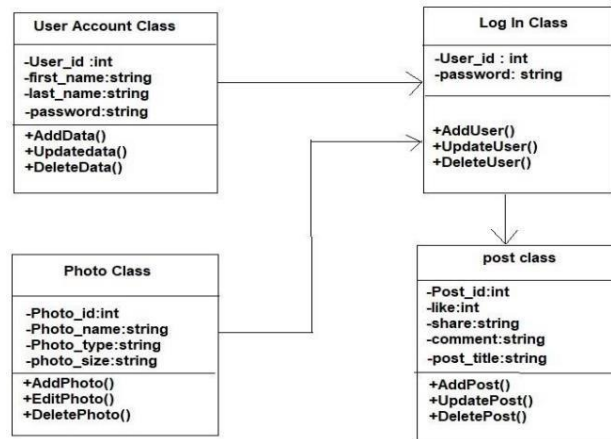 User Account Class
-User_id :int
-first_name:string
-last_name:string
-password:string
+AddData()
+Updatedata()
+DeleteData()
Log In Class
-User_id : int
-password: string
+AddUser()
+UpdateUser()
+DeleteUser()
Photo Class
-Photo_id:int
-Photo_name:string
-Photo_type:string
-photo_size:string
+AddPhoto()
+EditPhoto()
+DeletePhoto()
post class
-Post_id:int
-like:int
-share:string
-comment:string
-post_title:string
+AddPost()
+UpdatePost()
+DeletePost()